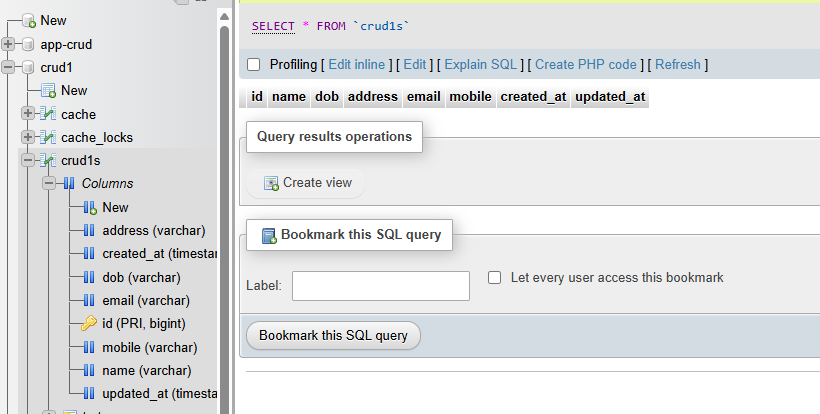 New
app-crud
crud1
New
cache
cache_locks
crud1s
Columns
New
address (varchar)
created_at (timesta
dob (varchar)
email (varchar)
id (PRI, bigint)
mobile (varchar)
name (varchar)
updated_at (timesta
SELECT * FROM `crud1s`
Profiling [ Edit inline ] [ Edit ] [ Explain SQL ] [ Create PHP code ] [ Refresh ]
id name dob address email mobile created_at updated_at
Query results operations
Create view
Bookmark this SQL query
Label:
Let every user access this bookmark
Bookmark this SQL query